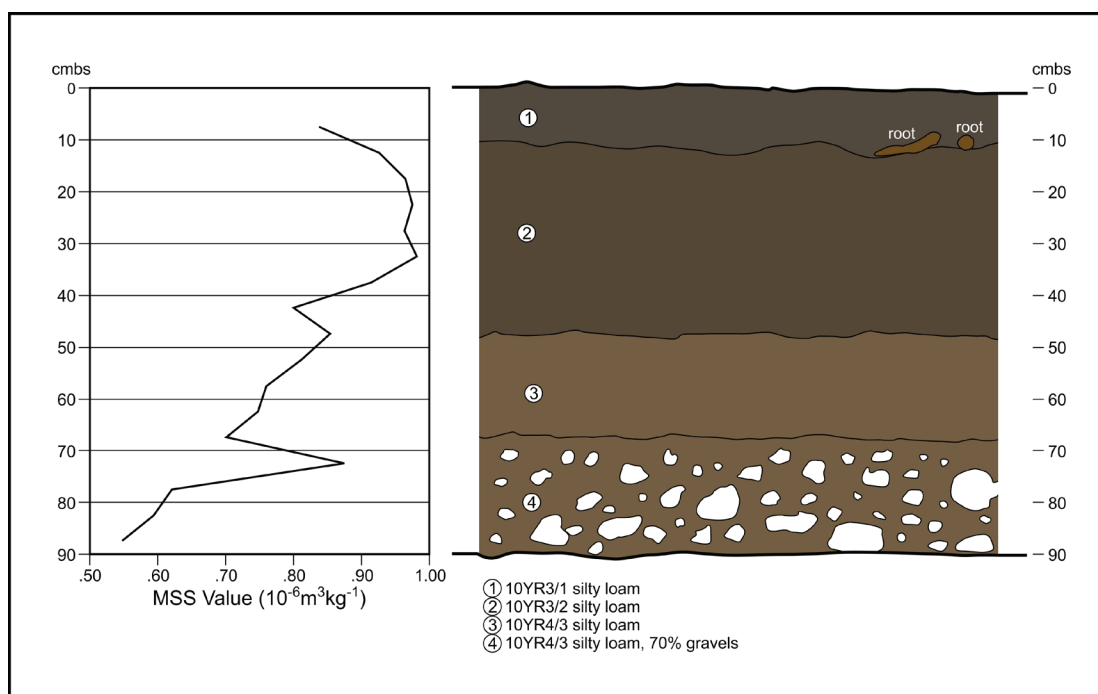 cmbs
0
10
20
30
40
50
60
70
80
90
.50 .60 .70 .80 .90 1.00
MSS Value (10⁻⁶m³kg⁻¹)
1
root root
2
3
4
cmbs
0
10
20
30
40
50
60
70
80
90
1 10YR3/1 silty loam
2 10YR3/2 silty loam
3 10YR4/3 silty loam
4 10YR4/3 silty loam, 70% gravels